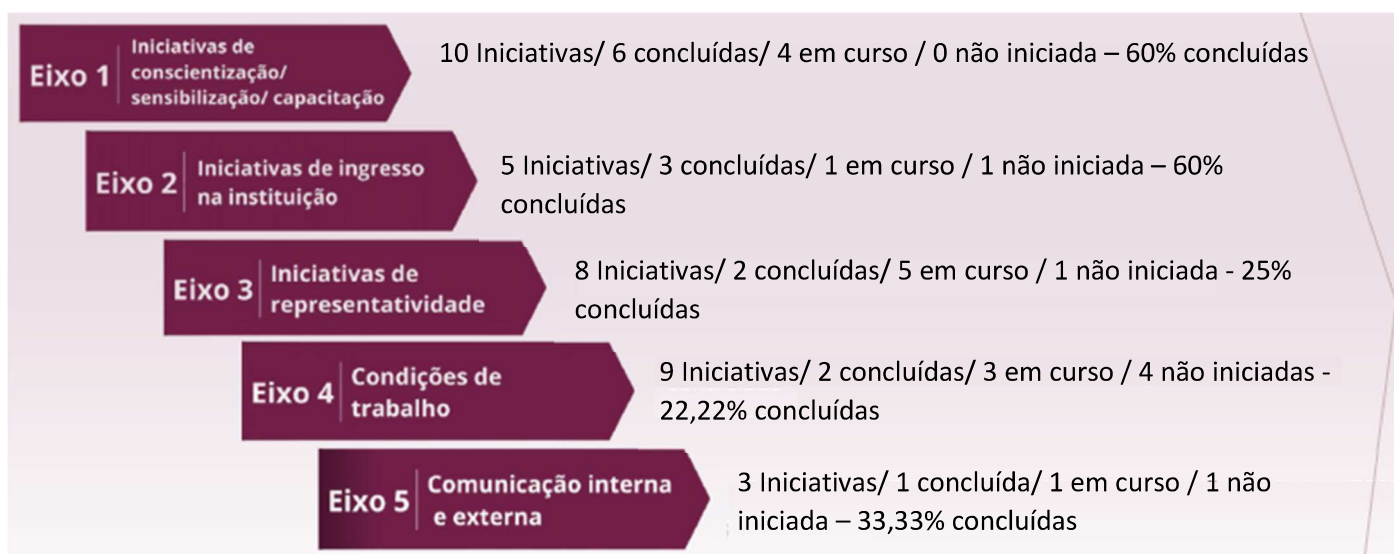 Eixo 1
Iniciativas de
conscientização/
sensibilização/ capacitação
10 Iniciativas/ 6 concluídas/ 4 em curso / 0 não iniciada – 60% concluídas
Eixo 2
Iniciativas de ingresso
na instituição
5 Iniciativas/ 3 concluídas/ 1 em curso / 1 não iniciada – 60%
concluídas
Eixo 3
Iniciativas de
representatividade
8 Iniciativas/ 2 concluídas/ 5 em curso / 1 não iniciada - 25%
concluídas
Eixo 4
Condições de
trabalho
9 Iniciativas/ 2 concluídas/ 3 em curso / 4 não iniciadas -
22,22% concluídas
Eixo 5
Comunicação interna
e externa
3 Iniciativas/ 1 concluída/ 1 em curso / 1 não
iniciada – 33,33% concluídas